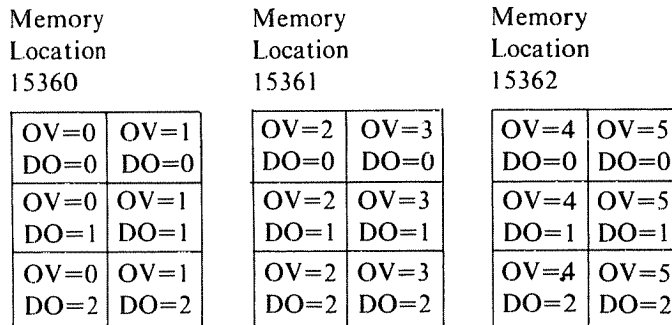 Memory Memory Memory
Location Location Location
15360 15361 15362
OV=0 OV=1 OV=2 OV=3 OV=4 OV=5
DO=0 DO=0 DO=0 DO=0 DO=0 DO=0
OV=0 OV=1 OV=2 OV=3 OV=4 OV=5
DO=1 DO=1 DO=1 DO=1 DO=1 DO=1
OV=0 OV=1 OV=2 OV=3 OV=4 OV=5
DO=2 DO=2 DO=2 DO=2 DO=2 DO=2